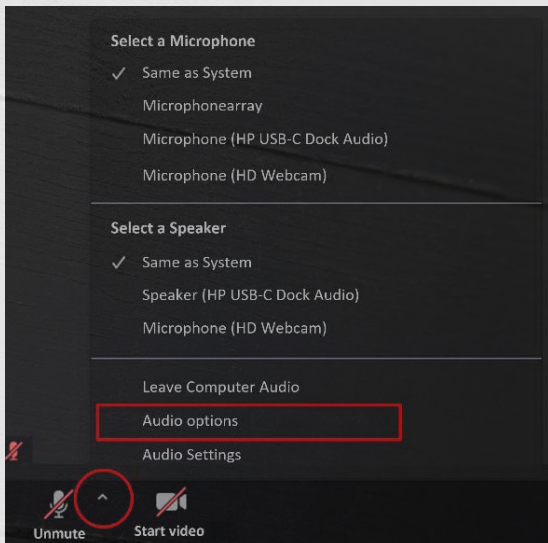 Select a Microphone
Same as System
Microphonearray
Microphone (HP USB-C Dock Audio)
Microphone (HD Webcam)
Select a Speaker
Same as System
Speaker (HP USB-C Dock Audio)
Microphone (HD Webcam)
Leave Computer Audio
Audio options
Audio Settings
Unmute
Start video